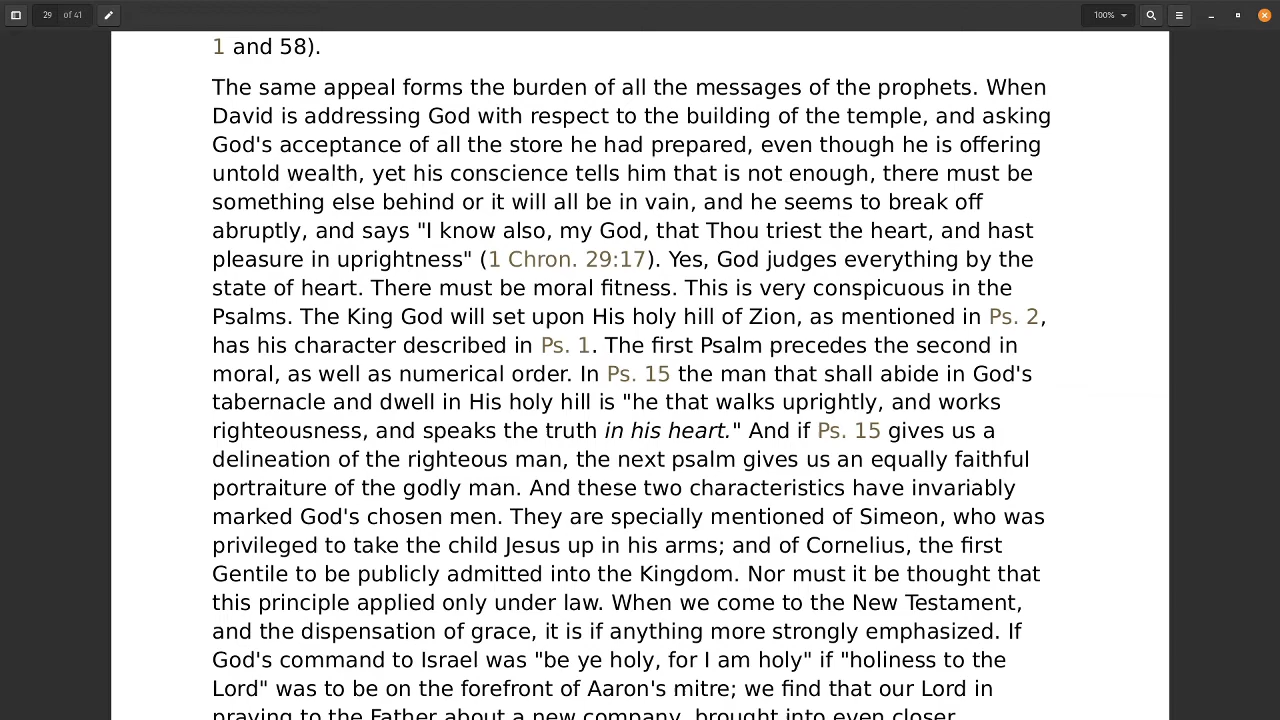 29 of 41
100%
1 and 58).
The same appeal forms the burden of all the messages of the prophets. When
David is addressing God with respect to the building of the temple, and asking
God's acceptance of all the store he had prepared, even though he is offering
untold wealth, yet his conscience tells him that is not enough, there must be
something else behind or it will all be in vain, and he seems to break off
abruptly, and says "I know also, my God, that Thou triest the heart, and hast
pleasure in uprightness" (1 Chron. 29:17). Yes, God judges everything by the
state of heart. There must be moral fitness. This is very conspicuous in the
Psalms. The King God will set upon His holy hill of Zion, as mentioned in Ps. 2,
has his character described in Ps. 1. The first Psalm precedes the second in
moral, as well as numerical order. In Ps. 15 the man that shall abide in God's
tabernacle and dwell in His holy hill is "he that walks uprightly, and works
righteousness, and speaks the truth in his heart." And if Ps. 15 gives us a
delineation of the righteous man, the next psalm gives us an equally faithful
portraiture of the godly man. And these two characteristics have invariably
marked God's chosen men. They are specially mentioned of Simeon, who was
privileged to take the child Jesus up in his arms; and of Cornelius, the first
Gentile to be publicly admitted into the Kingdom. Nor must it be thought that
this principle applied only under law. When we come to the New Testament,
and the dispensation of grace, it is if anything more strongly emphasized. If
God's command to Israel was "be ye holy, for I am holy" if "holiness to the
Lord" was to be on the forefront of Aaron's mitre; we find that our Lord in
praying to the Father about a new company, brought into even closer